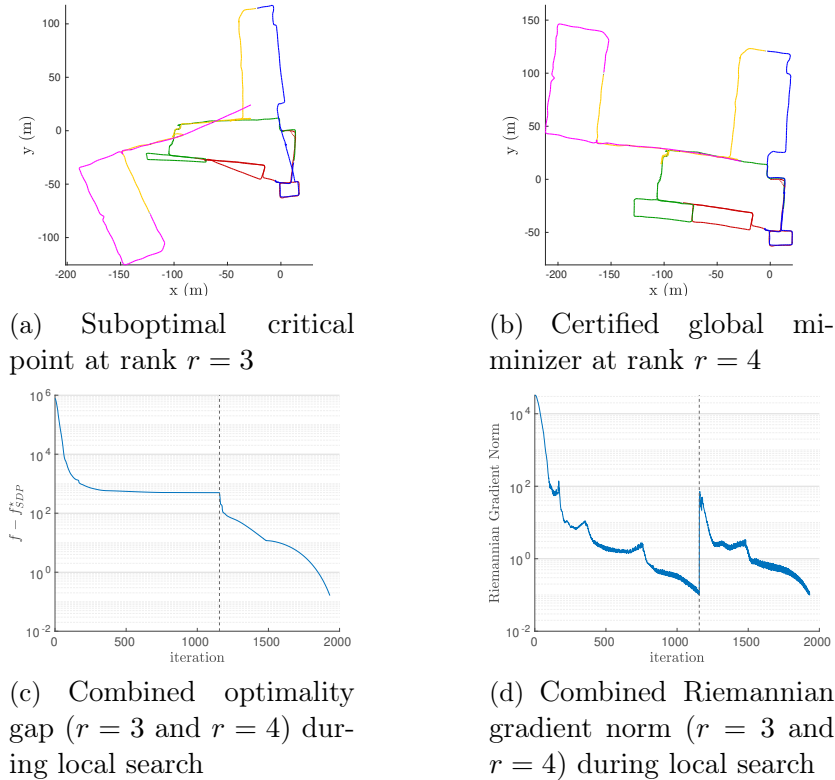 100
50
0
-50
-100
y (m)
-200 -150 -100 -50 0
x (m)
150
100
50
0
-50
y (m)
-200 -150 -100 -50 0
x (m)
(a) Suboptimal critical
point at rank r = 3
(b) Certified global mi-
minizer at rank r = 4
10^6
10^4
10^2
10^0
10^-2
f − f*SDP
0 500 1000 1500 2000
iteration
10^4
10^2
10^0
10^-2
Riemannian Gradient Norm
0 500 1000 1500 2000
iteration
(c) Combined optimality
gap (r = 3 and r = 4) dur-
ing local search
(d) Combined Riemannian
gradient norm (r = 3 and
r = 4) during local search